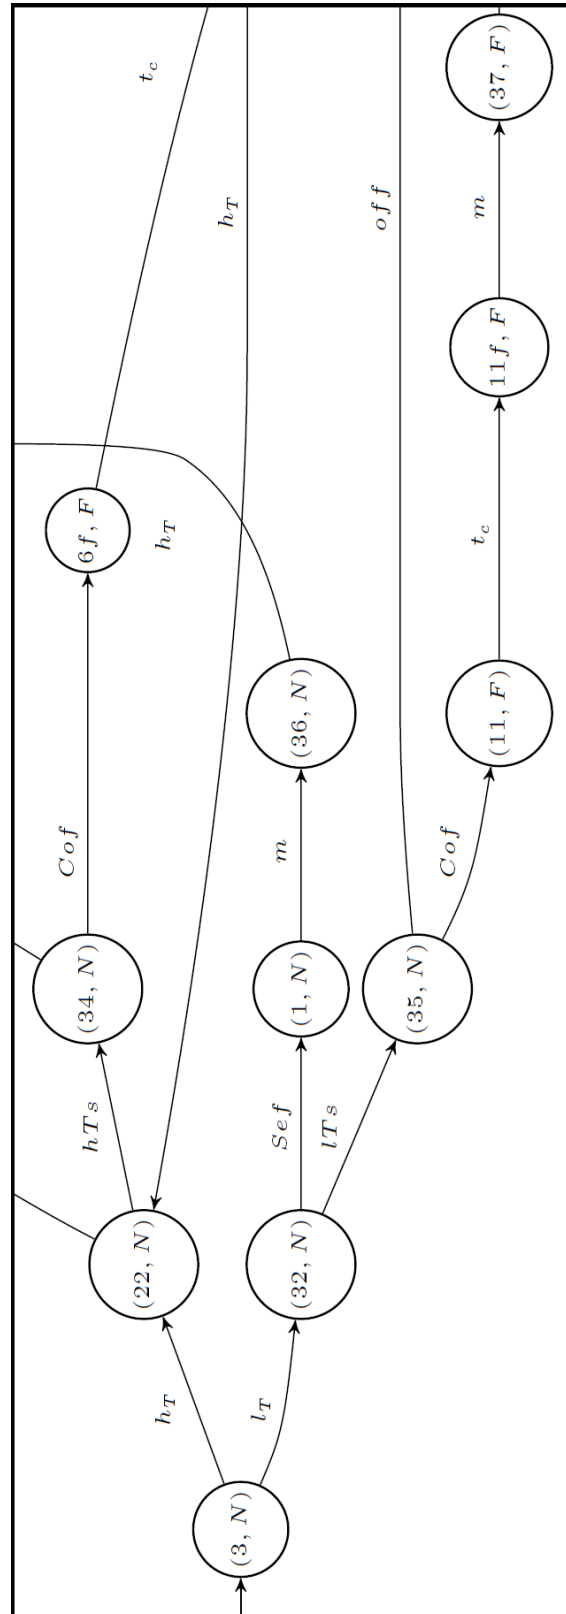 (3, N)
h_T
l_T
(22, N)
(32, N)
hTs
Sef
lTs
(34, N)
(1, N)
(35, N)
Cof
m
Cof
(36, N)
(11, F)
6f, F
h_T
t_c
11f, F
t_c
h_T
off
m
(37, F)